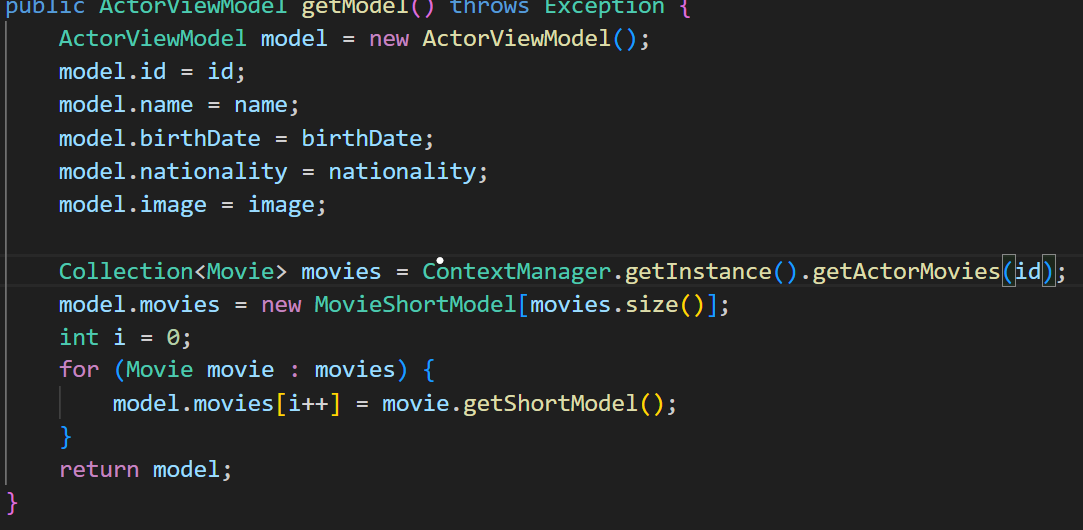 public ActorViewModel getModel() throws Exception {
    ActorViewModel model = new ActorViewModel();
    model.id = id;
    model.name = name;
    model.birthDate = birthDate;
    model.nationality = nationality;
    model.image = image;

    Collection<Movie> movies = ContextManager.getInstance().getActorMovies(id);
    model.movies = new MovieShortModel[movies.size()];
    int i = 0;
    for (Movie movie : movies) {
        model.movies[i++] = movie.getShortModel();
    }
    return model;
}